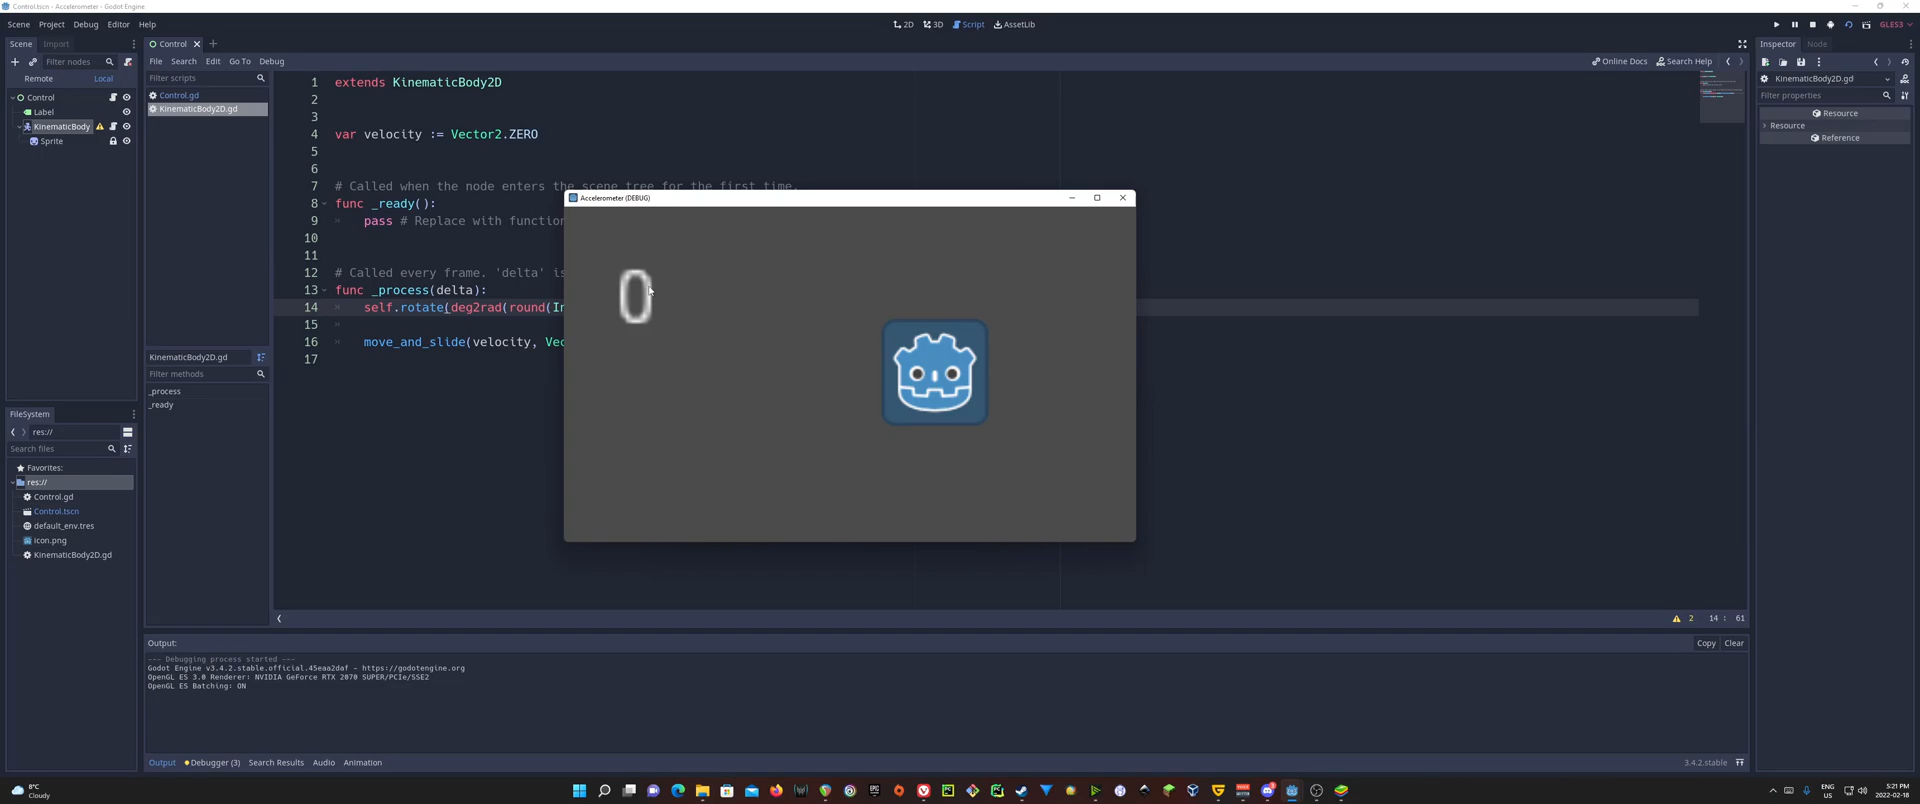 Control.tscn - Accelerometer - Godot Engine
Scene Project Debug Editor Help
2D 3D Script AssetLib
GLES3
Scene Import
Filter nodes
Remote Local
Control
Label
KinematicBody
Sprite
FileSystem
res://
Search files
Favorites:
res://
Control.gd
Control.tscn
default_env.tres
icon.png
KinematicBody2D.gd
Control
File Search Edit Go To Debug
Online Docs Search Help
Filter scripts
Control.gd
KinematicBody2D.gd
KinematicBody2D.gd
Filter methods
_process
_ready
1 extends KinematicBody2D
2
3
4 var velocity := Vector2.ZERO
5
6
7 # Called when the node enters the scene tree for the first time.
8 func _ready():
9 pass # Replace with function
10
11
12 # Called every frame. 'delta' is
13 func _process(delta):
14 self.rotate(deg2rad(round(In
15
16 move_and_slide(velocity, Vec
17
Accelerometer (DEBUG)
0
2 14 : 61
Output:
Copy Clear
--- Debugging process started ---
Godot Engine v3.4.2.stable.official.45eaa2daf - https://godotengine.org
OpenGL ES 3.0 Renderer: NVIDIA GeForce RTX 2070 SUPER/PCIe/SSE2
OpenGL ES Batching: ON
Output Debugger (3) Search Results Audio Animation
3.4.2.stable
Inspector Node
KinematicBody2D.gd
Filter properties
Resource
Resource
Reference
8°C
Cloudy
ENG
US
5:21 PM
2022-02-18